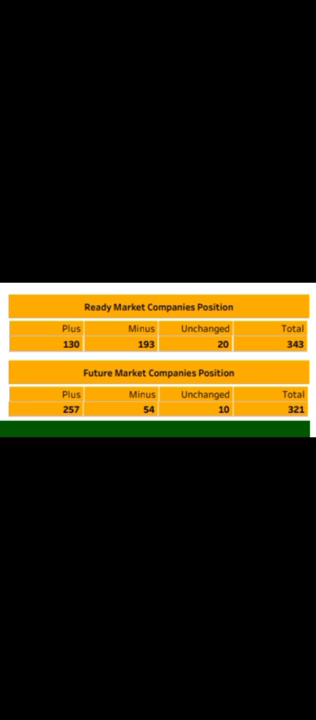 Ready Market Companies Position
Plus Minus Unchanged Total
130 193 20 343
Future Market Companies Position
Plus Minus Unchanged Total
257 54 10 321